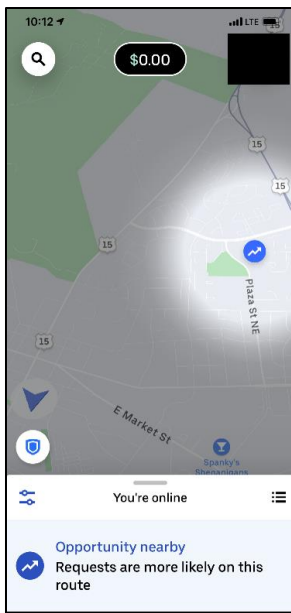 10:12
LTE
$0.00
15
15
15
15
15
Plaza St NE
E Market St
Spanky's
Shenanigans
You're online
Opportunity nearby
Requests are more likely on this
route